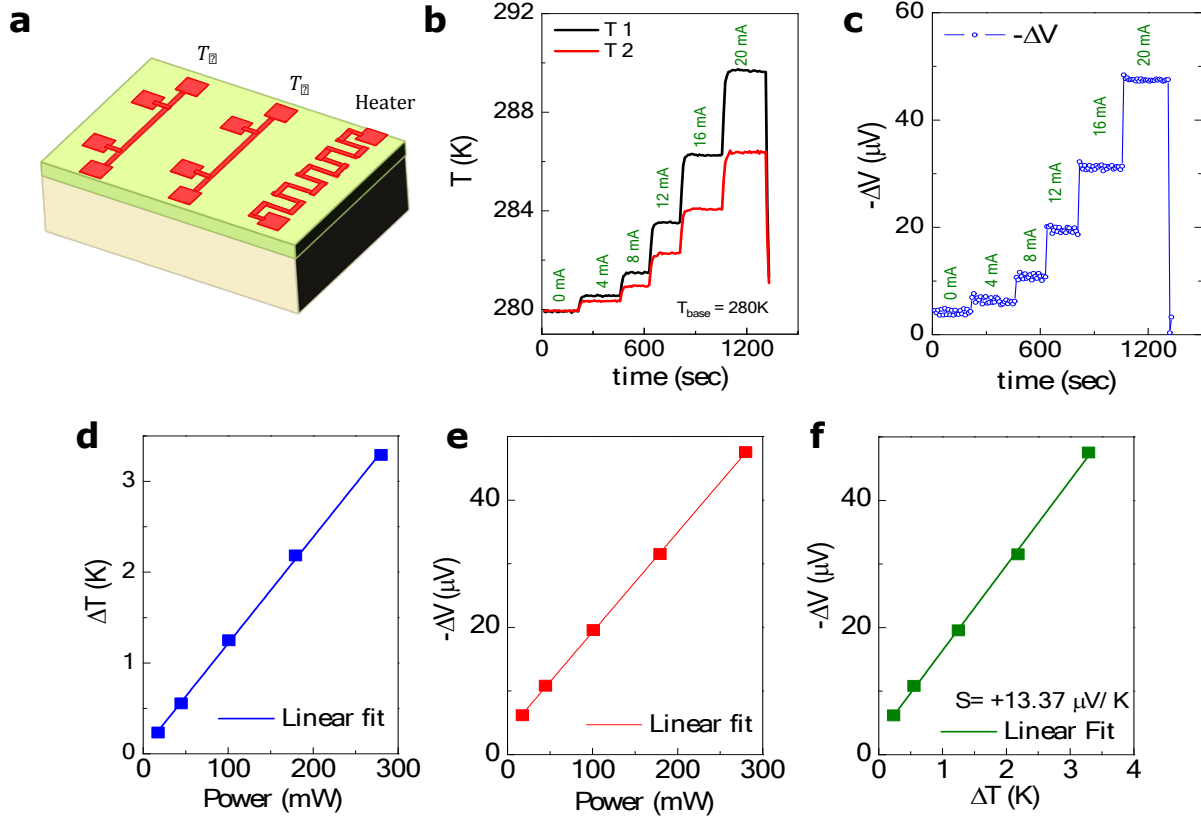 a
T⍰
T⍰
Heater
b
T (K)
292
288
284
280
T 1
T 2
0 mA
4 mA
8 mA
12 mA
16 mA
20 mA
T_base = 280K
0
600
1200
time (sec)
c
-ΔV (μV)
60
40
20
0
-ΔV
0 mA
4 mA
8 mA
12 mA
16 mA
20 mA
0
600
1200
time (sec)
d
ΔT (K)
3
2
1
0
Linear fit
0
100
200
300
Power (mW)
e
-ΔV (μV)
40
20
0
Linear fit
0
100
200
300
Power (mW)
f
-ΔV (μV)
40
20
0
S= +13.37 μV/ K
Linear Fit
0
1
2
3
4
ΔT (K)